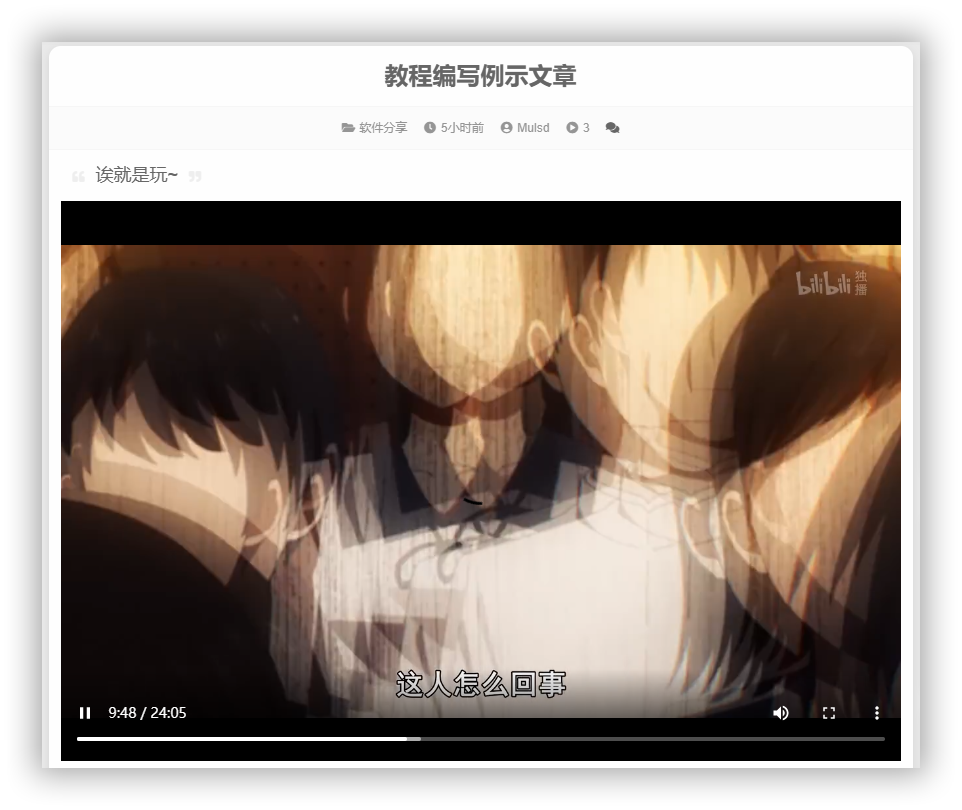 教程编写例示文章
软件分享 5小时前 Mulsd 3
“ 诶就是玩~ ”
bilibili 独播
这人怎么回事
9:48 / 24:05